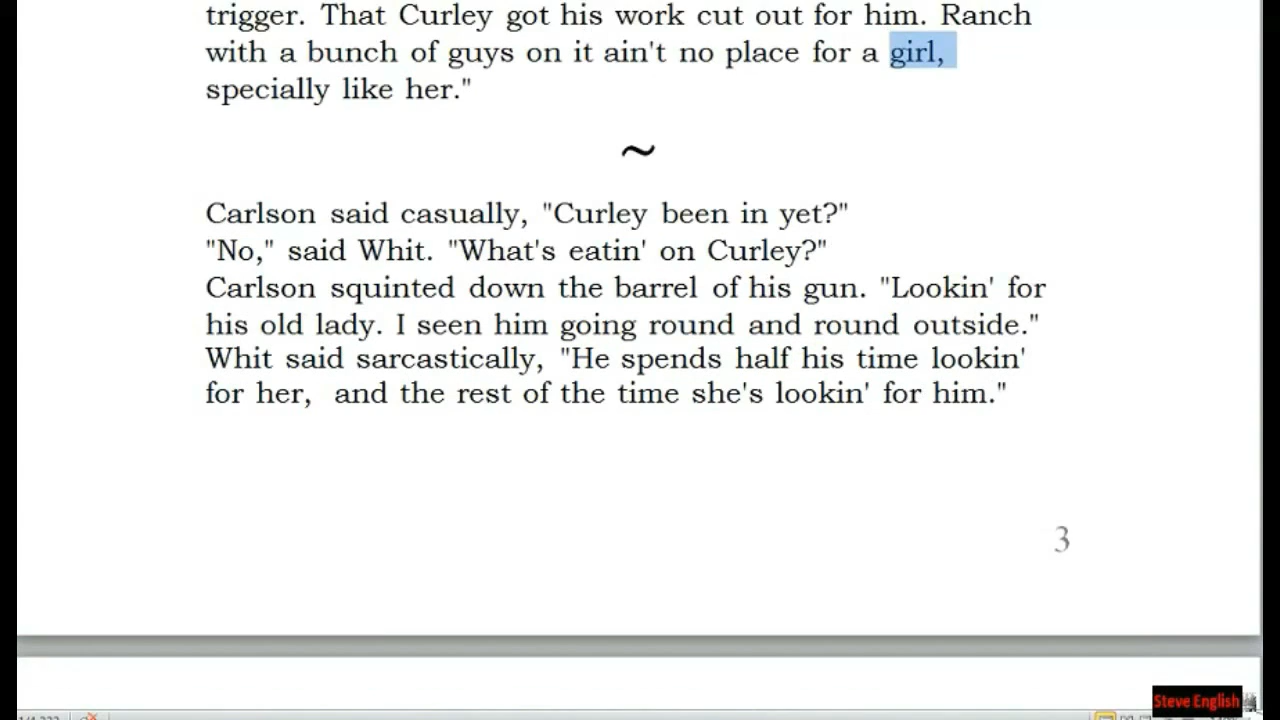 trigger. That Curley got his work cut out for him. Ranch
with a bunch of guys on it ain't no place for a girl,
specially like her."
~
Carlson said casually, "Curley been in yet?"
"No," said Whit. "What's eatin' on Curley?"
Carlson squinted down the barrel of his gun. "Lookin' for
his old lady. I seen him going round and round outside."
Whit said sarcastically, "He spends half his time lookin'
for her,  and the rest of the time she's lookin' for him."
3
Steve English